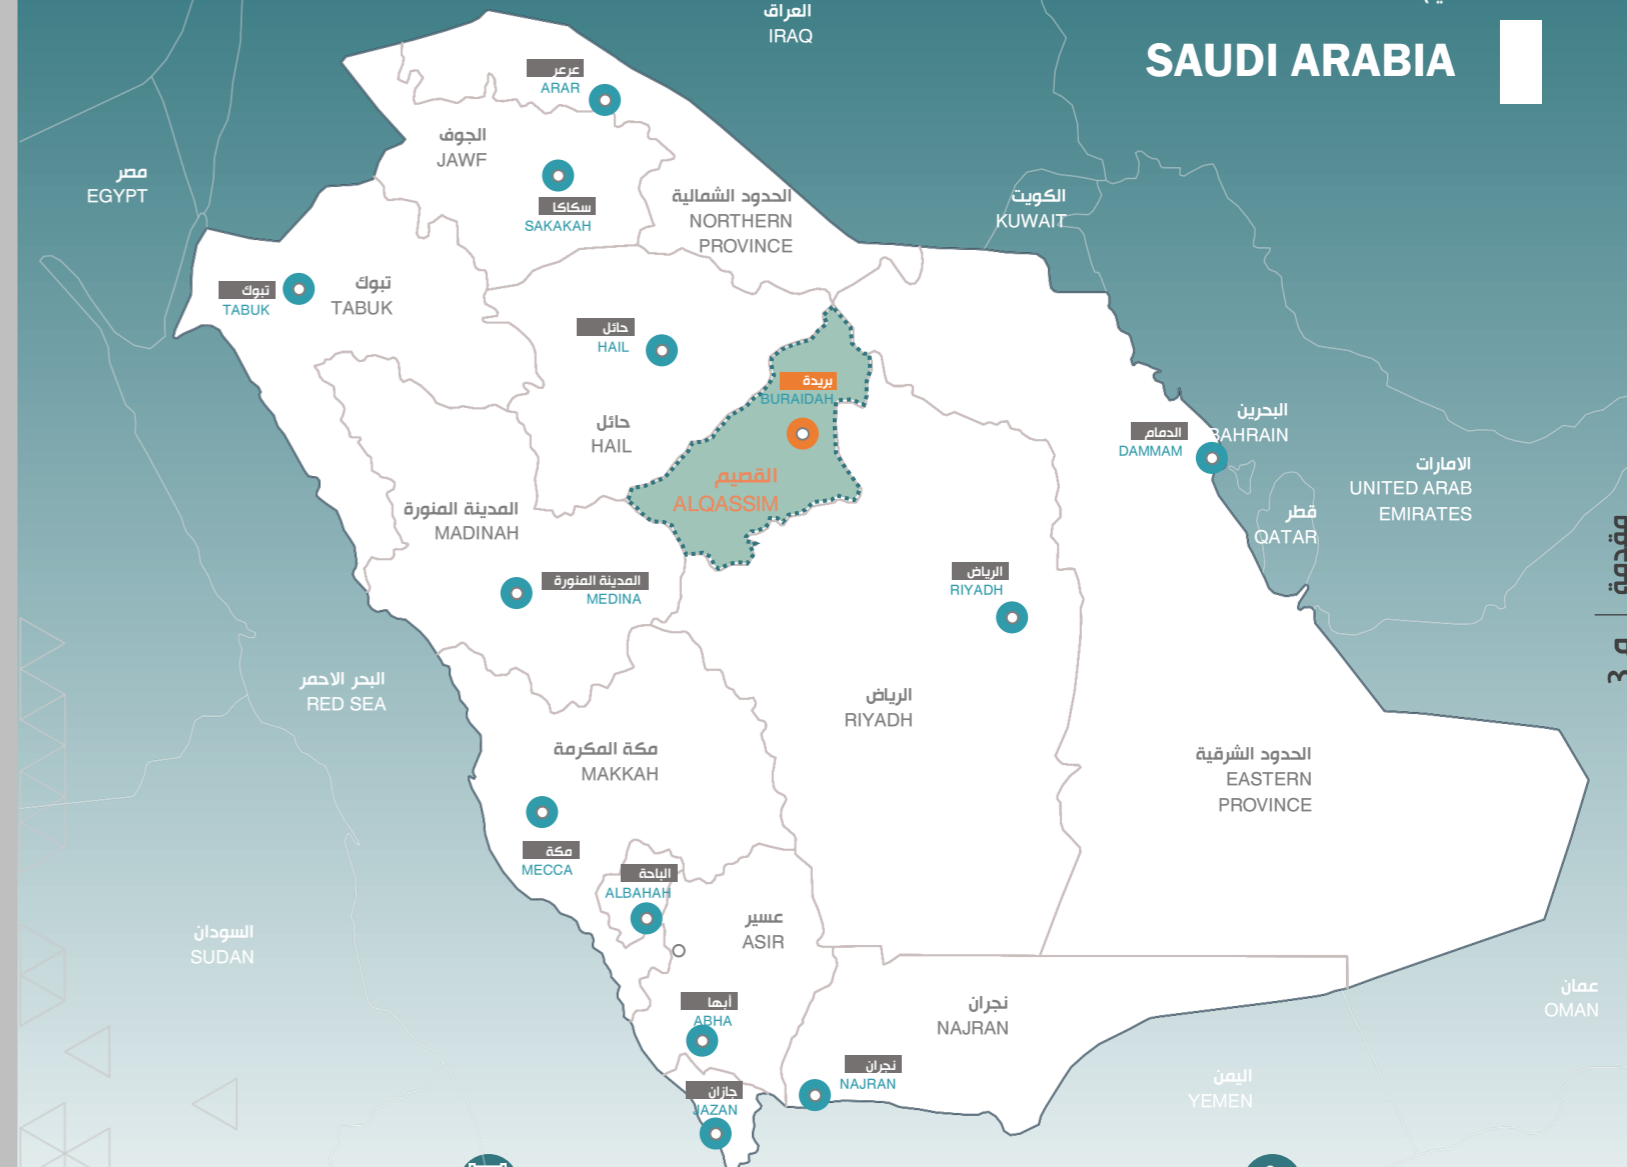 العراق
IRAQ
SAUDI ARABIA
عرعر
ARAR
الجوف
JAWF
مصر
EGYPT
سكاكا
SAKAKAH
الحدود الشمالية
NORTHERN
PROVINCE
الكويت
KUWAIT
تبوك
TABUK
تبوك
TABUK
حائل
HAIL
بريدة
BURAIDAH
حائل
HAIL
القصيم
ALQASSIM
الدمام
DAMMAM
البحرين
BAHRAIN
الامارات
UNITED ARAB
EMIRATES
قطر
QATAR
المدينة المنورة
MADINAH
المدينة المنورة
MEDINA
الرياض
RIYADH
مقدمة
البحر الاحمر
RED SEA
الرياض
RIYADH
مكة المكرمة
MAKKAH
الحدود الشرقية
EASTERN
PROVINCE
مكة
MECCA
الباحة
ALBAHAH
عسير
ASIR
السودان
SUDAN
أبها
ABHA
نجران
NAJRAN
عمان
OMAN
نجران
NAJRAN
جازان
JAZAN
اليمن
YEMEN